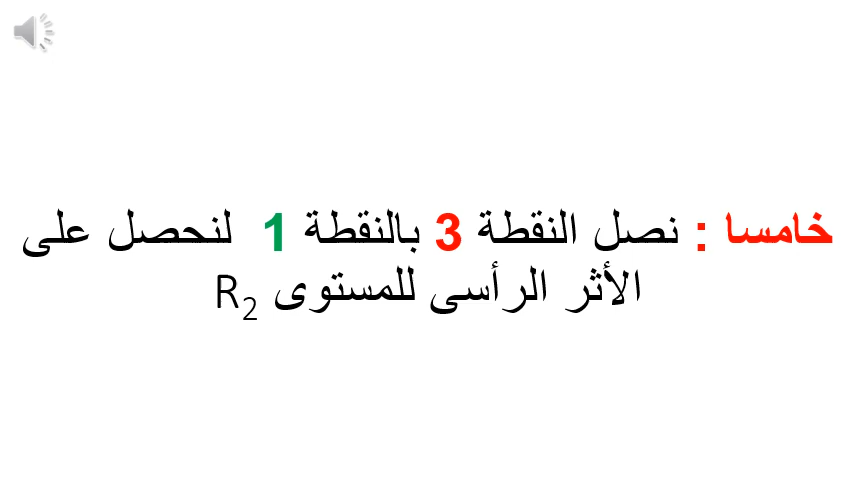 خامسا : نصل النقطة 3 بالنقطة 1 لنحصل على
الأثر الرأسى للمستوى R2